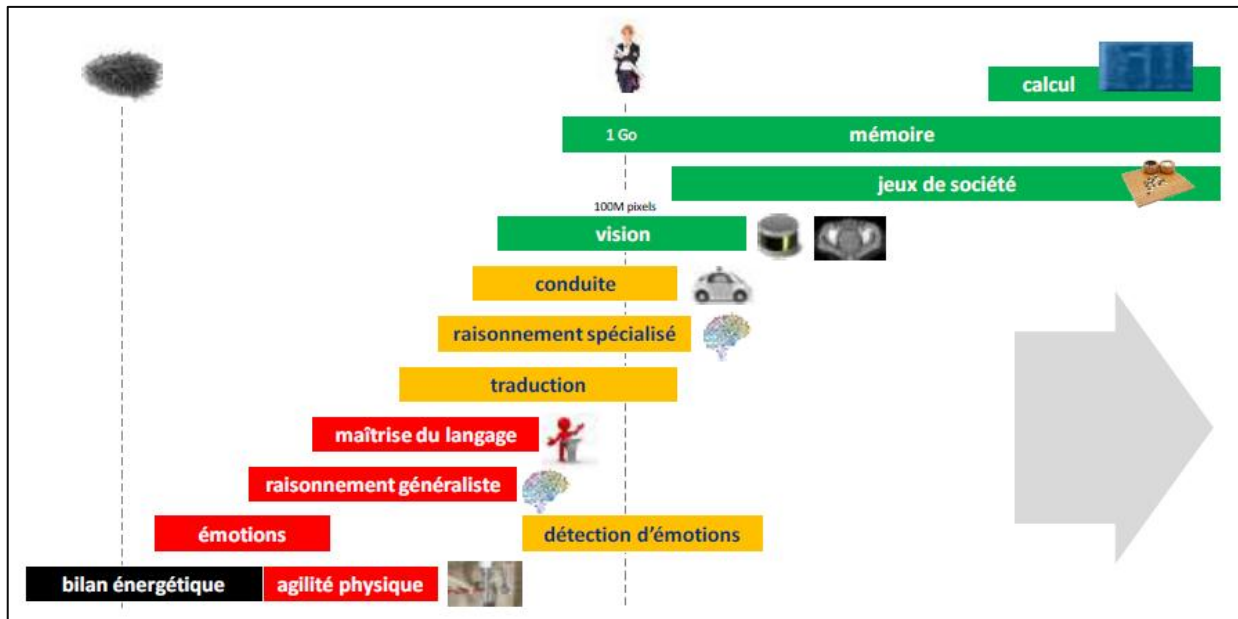 calcul
1 Go
mémoire
jeux de société
100M pixels
vision
conduite
raisonnement spécialisé
traduction
maîtrise du langage
raisonnement généraliste
émotions
détection d'émotions
bilan énergétique
agilité physique